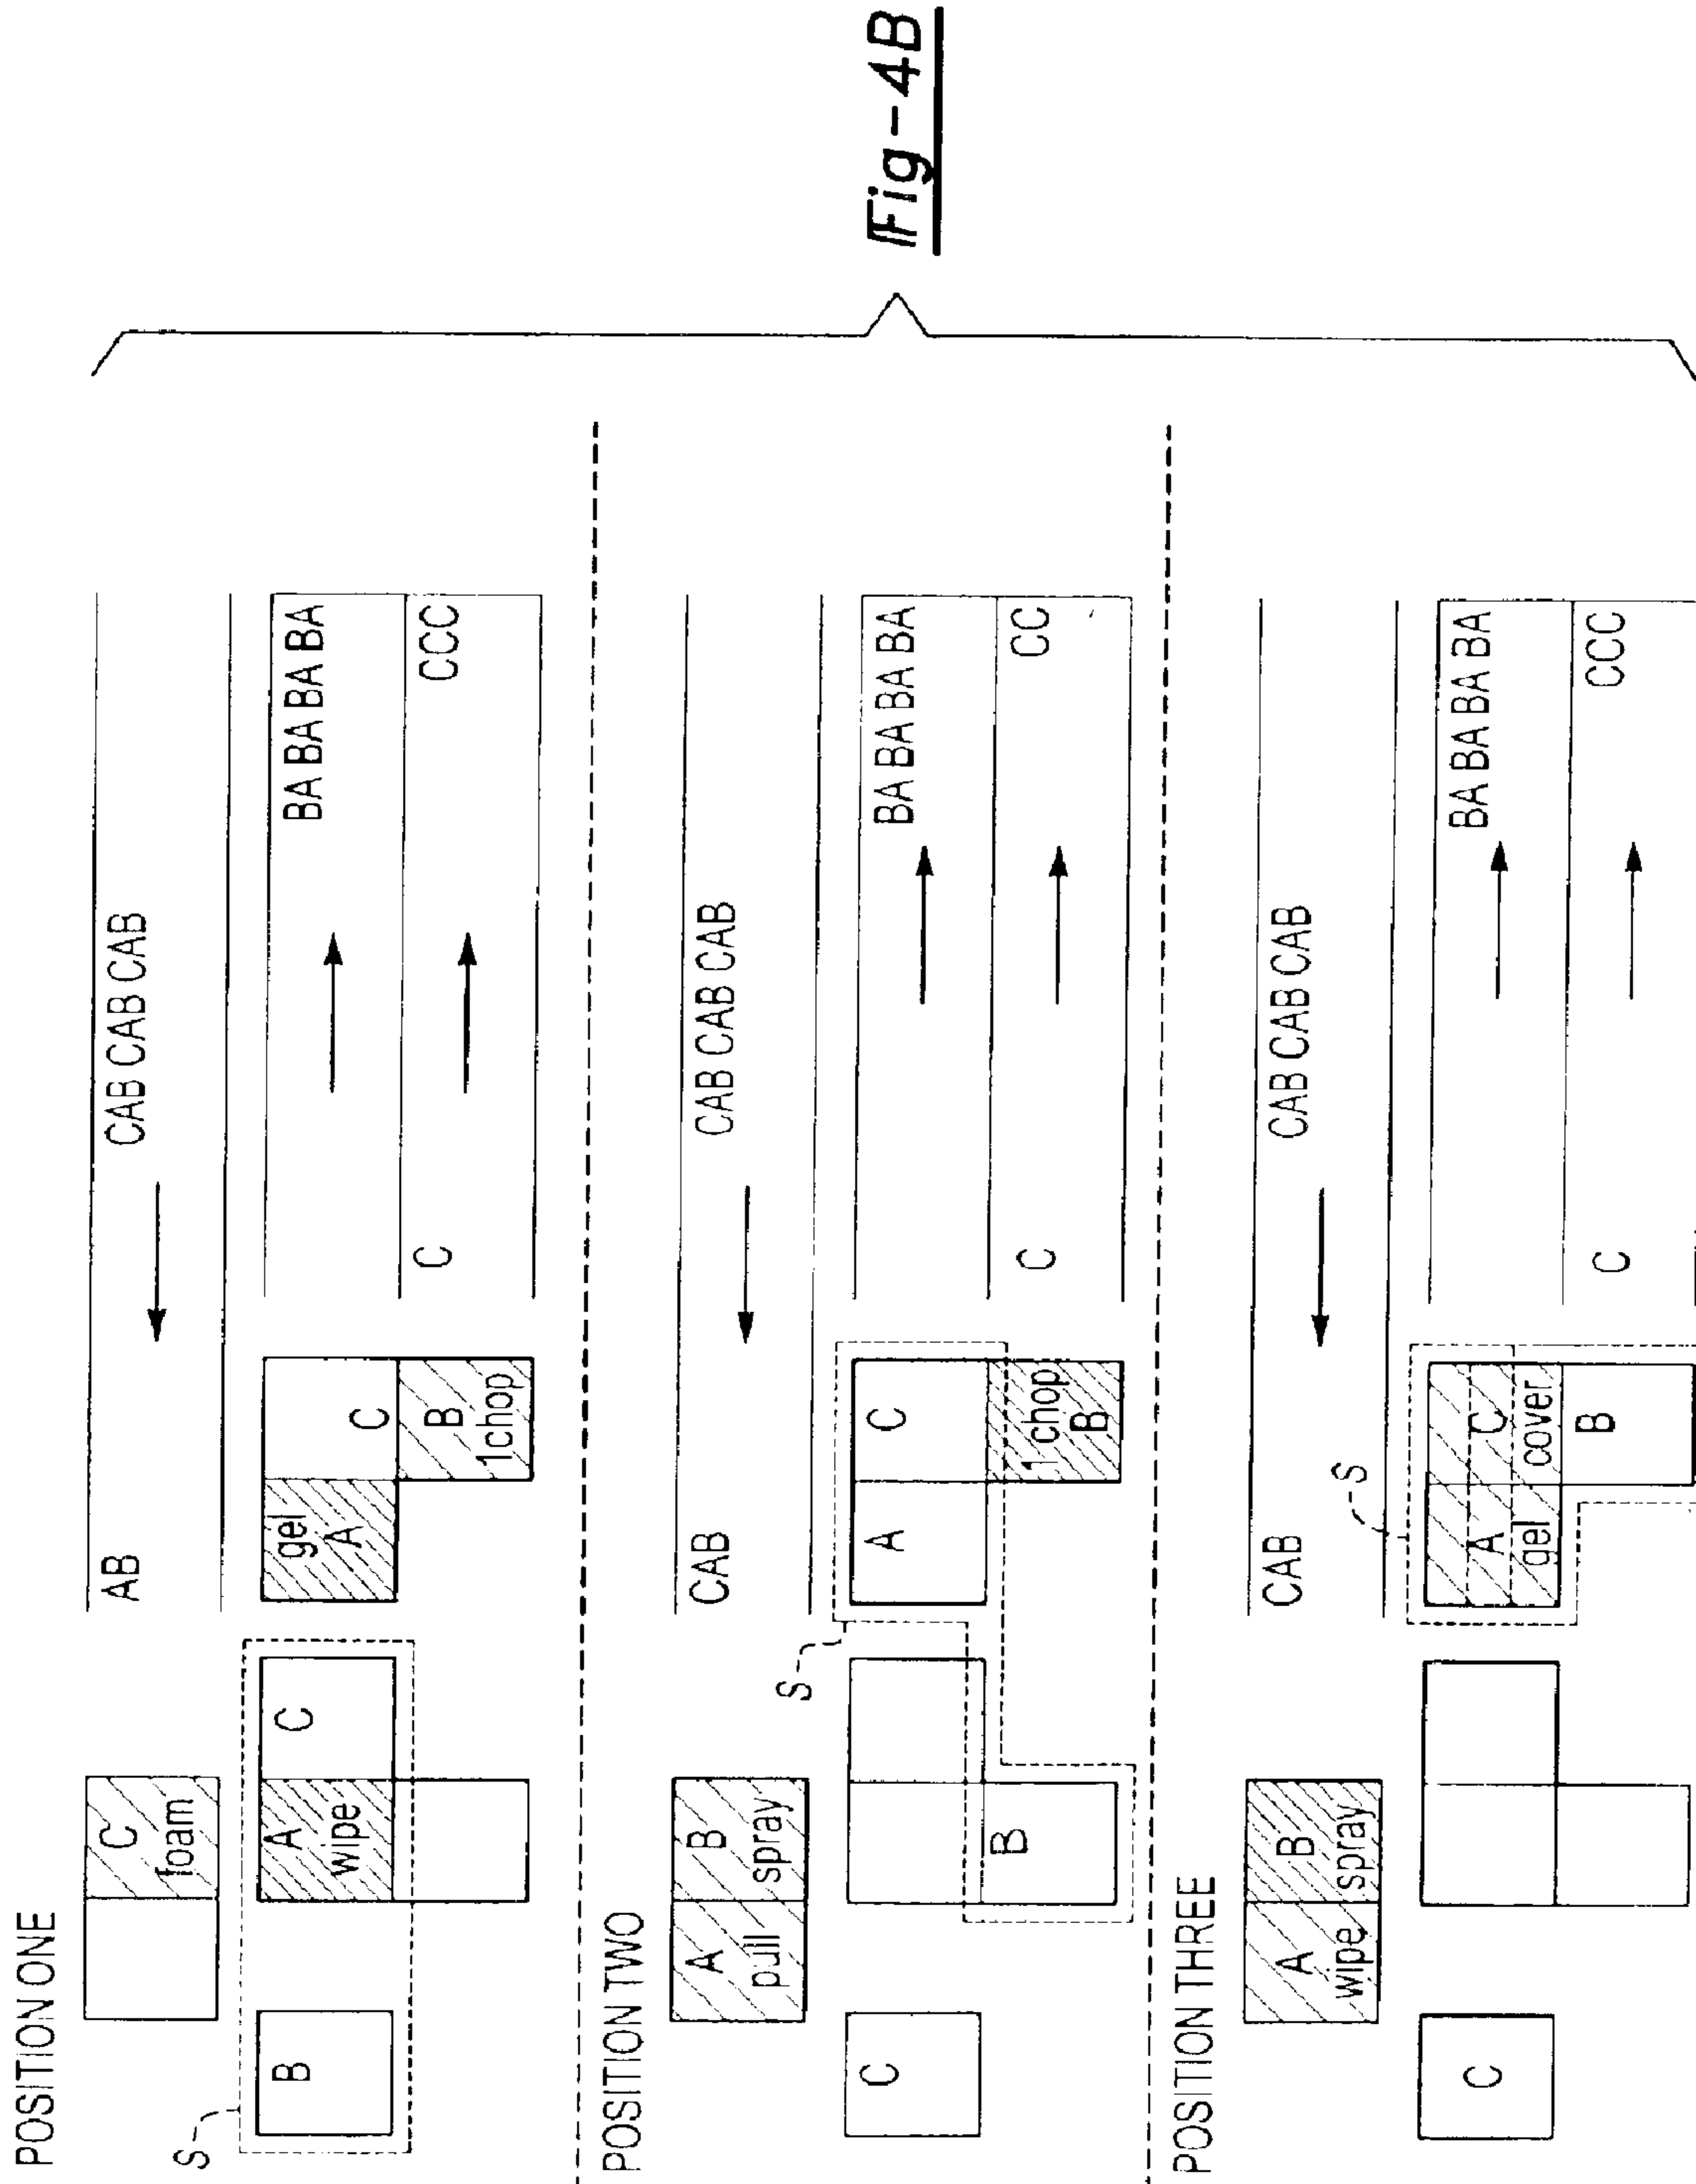 POSITION ONE
AB
CAB CAB CAB
C
foam
S
B
A
wipe
C
gel
A
C
B
1chop
BA BA BA BA
C
CCC
POSITION TWO
CAB
CAB CAB CAB
A
pull
B
spray
S
C
B
A
C
1 chop
B
BA BA BA BA
C
CC
POSITION THREE
CAB
CAB CAB CAB
A
wipe
B
spray
S
C
A
gel
C
cover
B
BA BA BA BA
C
CCC
Fig-4B